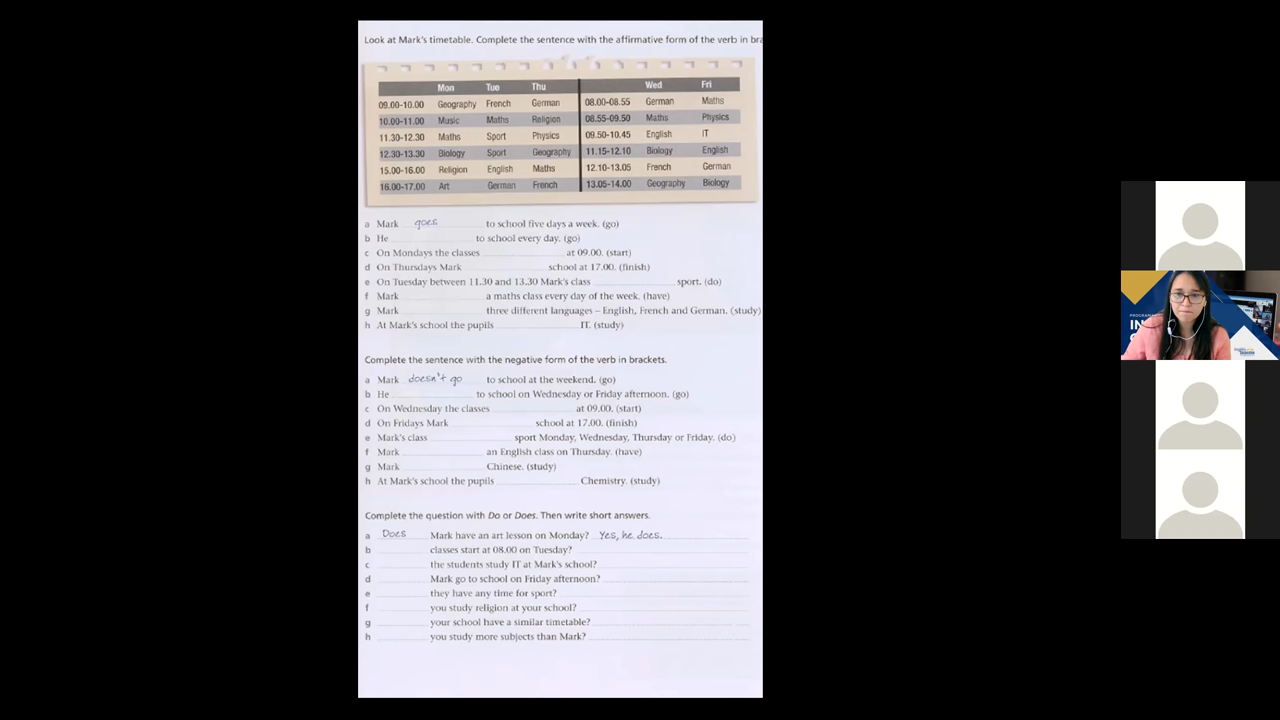 Look at Mark's timetable. Complete the sentence with the affirmative form of the verb in bra
Mon Tue Thu Wed Fri
09.00-10.00 Geography French German 08.00-08.55 German Maths
10.00-11.00 Music Maths Religion 08.55-09.50 Maths Physics
11.30-12.30 Maths Sport Physics 09.50-10.45 English IT
12.30-13.30 Biology Sport Geography 11.15-12.10 Biology English
15.00-16.00 Religion English Maths 12.10-13.05 French German
16.00-17.00 Art German French 13.05-14.00 Geography Biology
a Mark goes to school five days a week. (go)
b He to school every day. (go)
c On Mondays the classes at 09.00. (start)
d On Thursdays Mark school at 17.00. (finish)
e On Tuesday between 11.30 and 13.30 Mark's class sport. (do)
f Mark a maths class every day of the week. (have)
g Mark three different languages – English, French and German. (study)
h At Mark's school the pupils IT. (study)
Complete the sentence with the negative form of the verb in brackets.
a Mark doesn't go to school at the weekend. (go)
b He to school on Wednesday or Friday afternoon. (go)
c On Wednesday the classes at 09.00. (start)
d On Fridays Mark school at 17.00. (finish)
e Mark's class sport Monday, Wednesday, Thursday or Friday. (do)
f Mark an English class on Thursday. (have)
g Mark Chinese. (study)
h At Mark's school the pupils Chemistry. (study)
Complete the question with Do or Does. Then write short answers.
a Does Mark have an art lesson on Monday? Yes, he does.
b classes start at 08.00 on Tuesday?
c the students study IT at Mark's school?
d Mark go to school on Friday afternoon?
e they have any time for sport?
f you study religion at your school?
g your school have a similar timetable?
h you study more subjects than Mark?